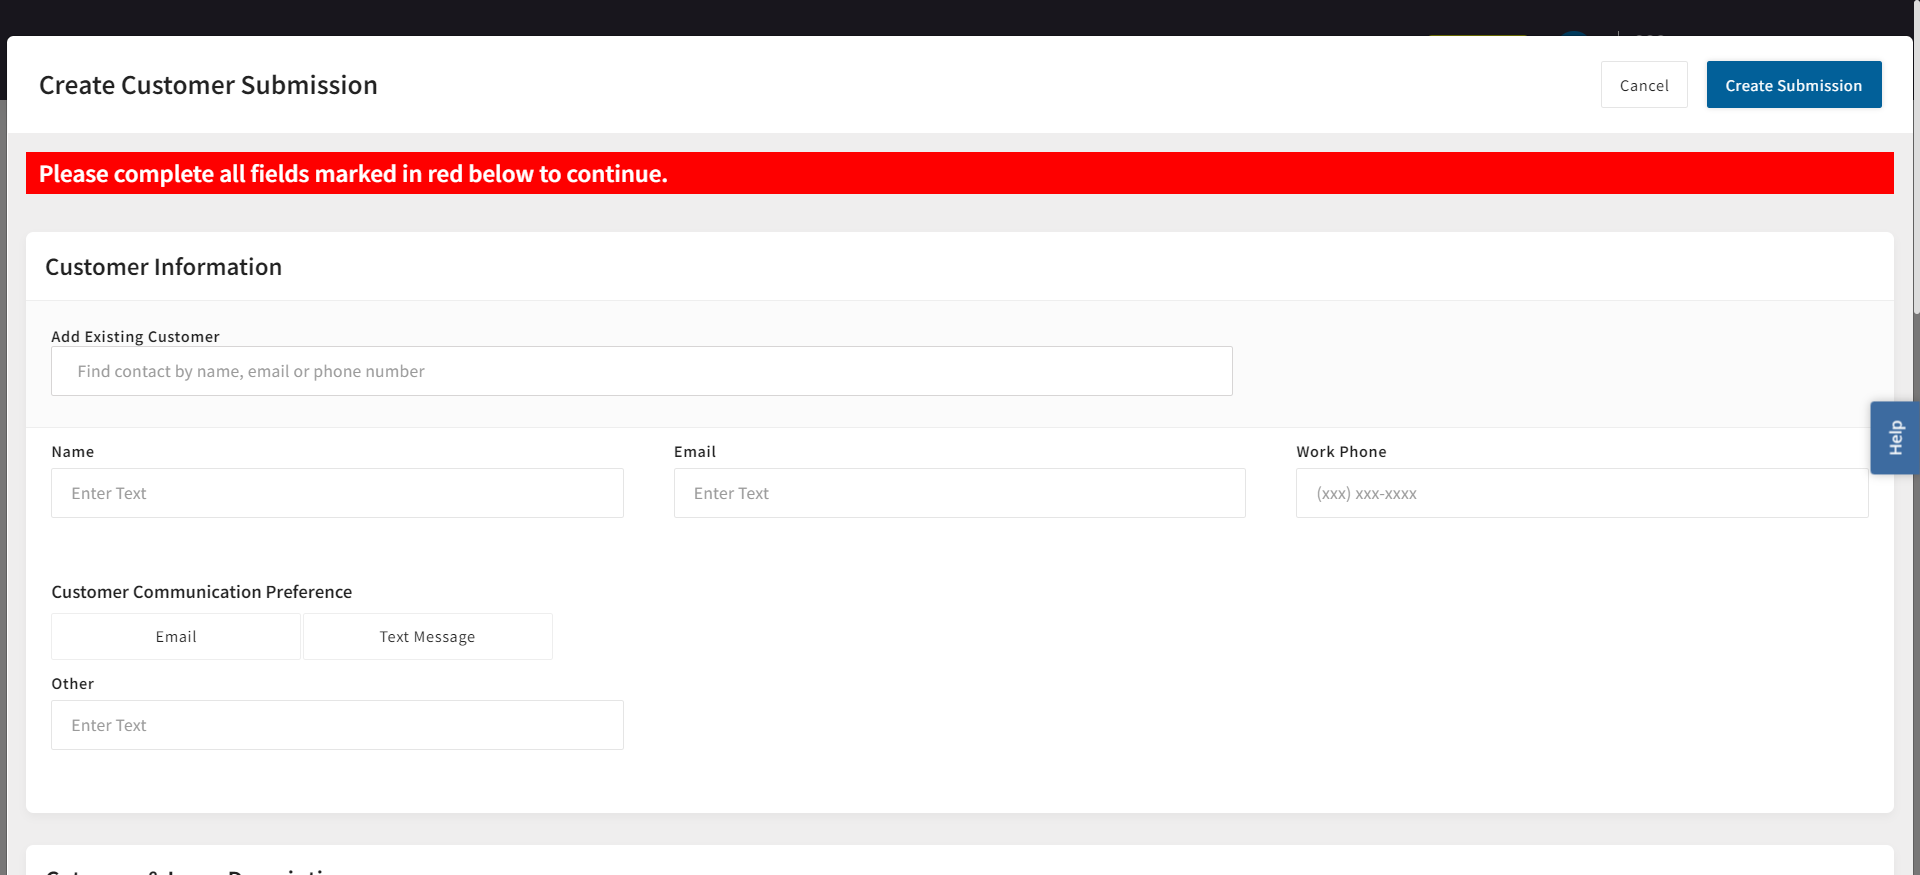 Create Customer Submission
Cancel
Create Submission
Please complete all fields marked in red below to continue.
Customer Information
Add Existing Customer
Find contact by name, email or phone number
Help
Name
Email
Work Phone
Enter Text
Enter Text
(xxx) xxx-xxxx
Customer Communication Preference
Email
Text Message
Other
Enter Text